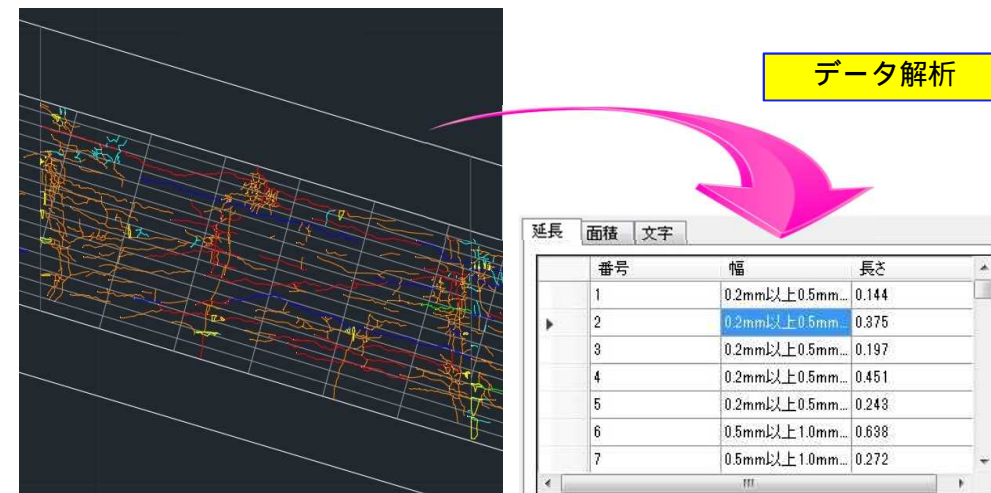 データ解析
延長 面積 文字
番号 幅 長さ
1 0.2mm以上0.5mm... 0.144
2 0.2mm以上0.5mm... 0.375
3 0.2mm以上0.5mm... 0.197
4 0.2mm以上0.5mm... 0.451
5 0.2mm以上0.5mm... 0.243
6 0.5mm以上1.0mm... 0.638
7 0.5mm以上1.0mm... 0.272